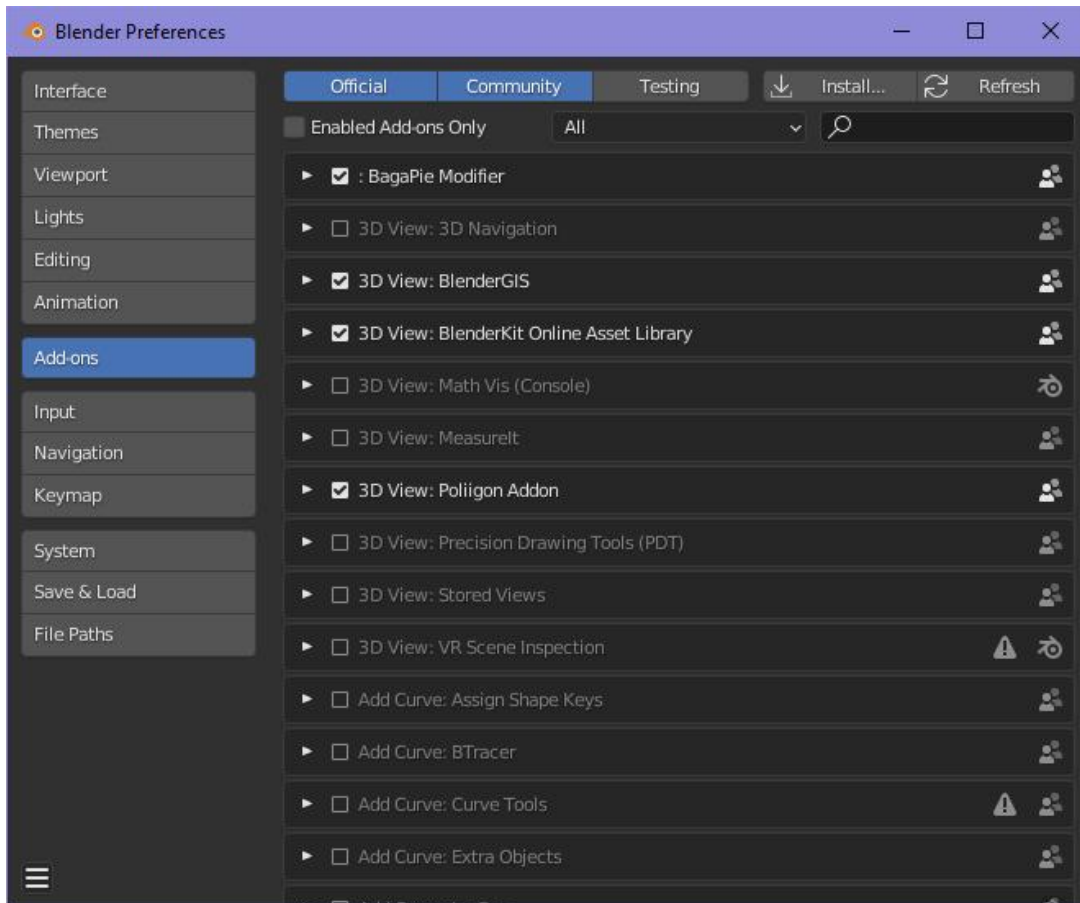 Blender Preferences
Interface
Themes
Viewport
Lights
Editing
Animation
Add-ons
Input
Navigation
Keymap
System
Save & Load
File Paths
Official Community Testing Install... Refresh
Enabled Add-ons Only All
: BagaPie Modifier
3D View: 3D Navigation
3D View: BlenderGIS
3D View: BlenderKit Online Asset Library
3D View: Math Vis (Console)
3D View: MeasureIt
3D View: Poliigon Addon
3D View: Precision Drawing Tools (PDT)
3D View: Stored Views
3D View: VR Scene Inspection
Add Curve: Assign Shape Keys
Add Curve: BTracer
Add Curve: Curve Tools
Add Curve: Extra Objects